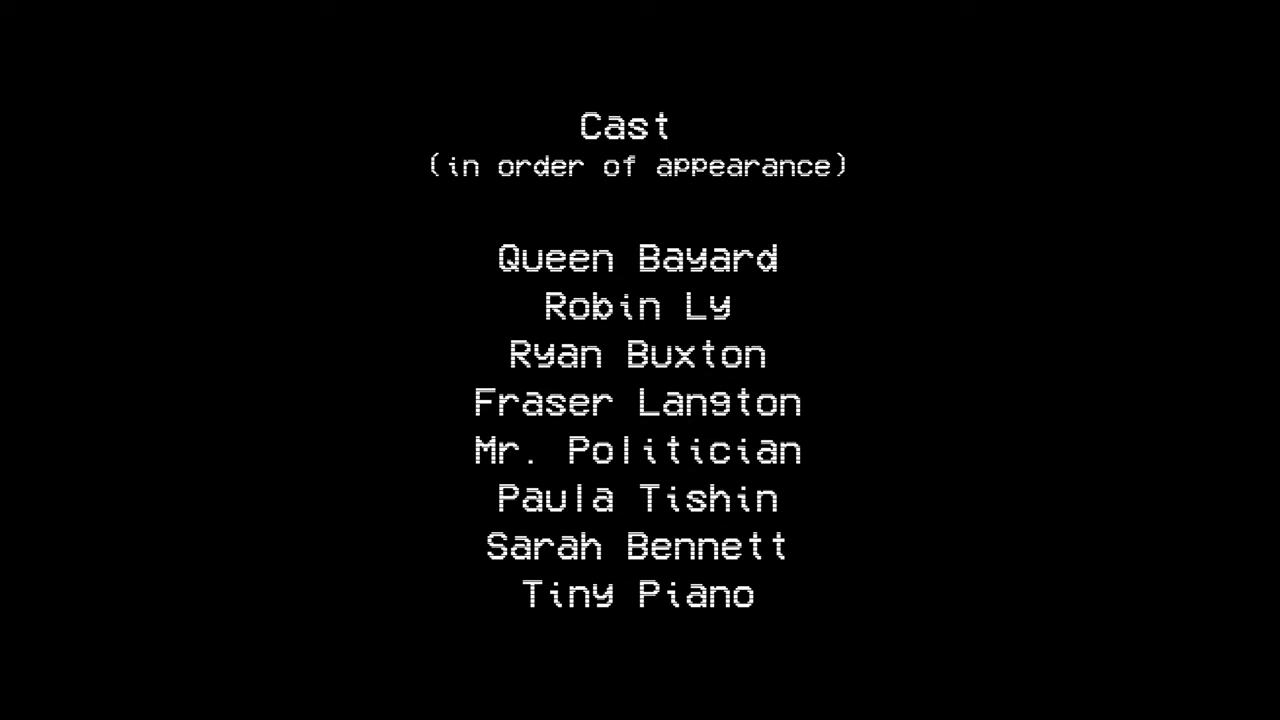 Cast
(in order of appearance)
Queen Bayard
Robin Ly
Ryan Buxton
Fraser Langton
Mr. Politician
Paula Tishin
Sarah Bennett
Tiny Piano